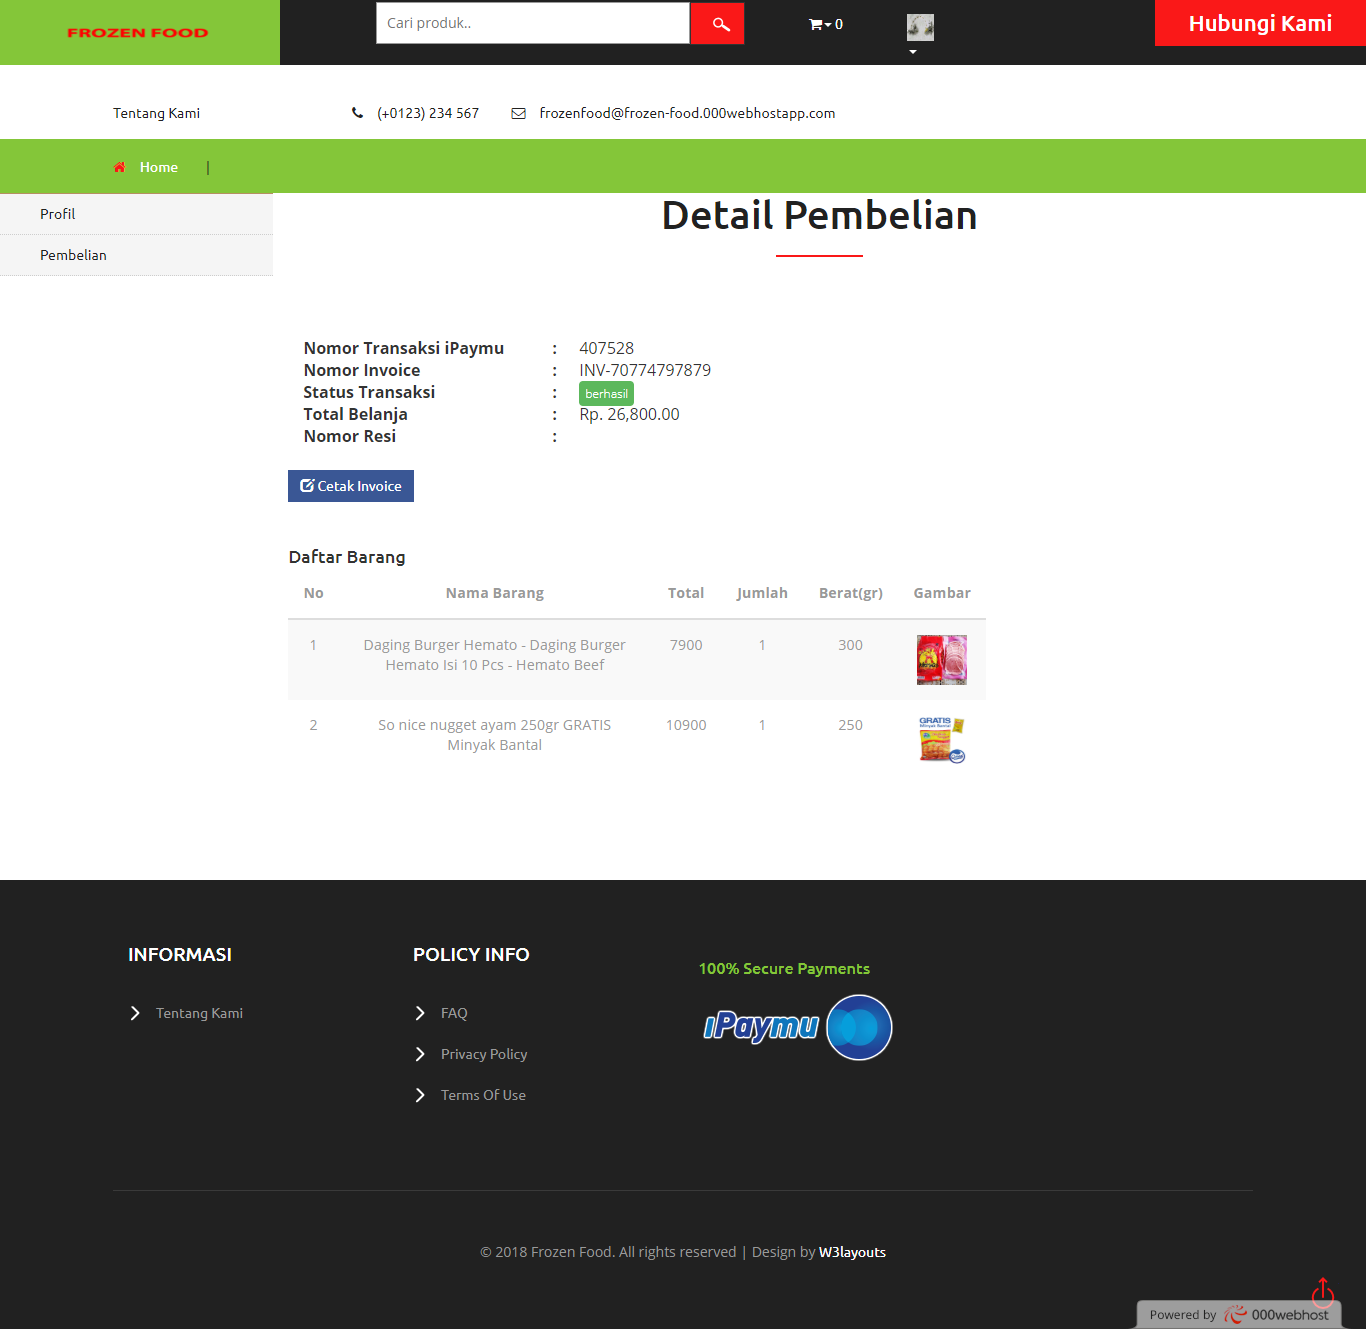 FROZEN FOOD
Cari produk..
0
Hubungi Kami
Tentang Kami
(+0123) 234 567
frozenfood@frozen-food.000webhostapp.com
Home |
Profil
Pembelian
Detail Pembelian
Nomor Transaksi iPaymu : 407528
Nomor Invoice : INV-70774797879
Status Transaksi : berhasil
Total Belanja : Rp. 26,800.00
Nomor Resi :
Cetak Invoice
Daftar Barang
No Nama Barang Total Jumlah Berat(gr) Gambar
1 Daging Burger Hemato - Daging Burger 7900 1 300
Hemato Isi 10 Pcs - Hemato Beef
2 So nice nugget ayam 250gr GRATIS 10900 1 250
Minyak Bantal
GRATIS
Minyak Bantal
INFORMASI
Tentang Kami
POLICY INFO
FAQ
Privacy Policy
Terms Of Use
100% Secure Payments
iPaymu
© 2018 Frozen Food. All rights reserved | Design by W3layouts
Powered by 000webhost